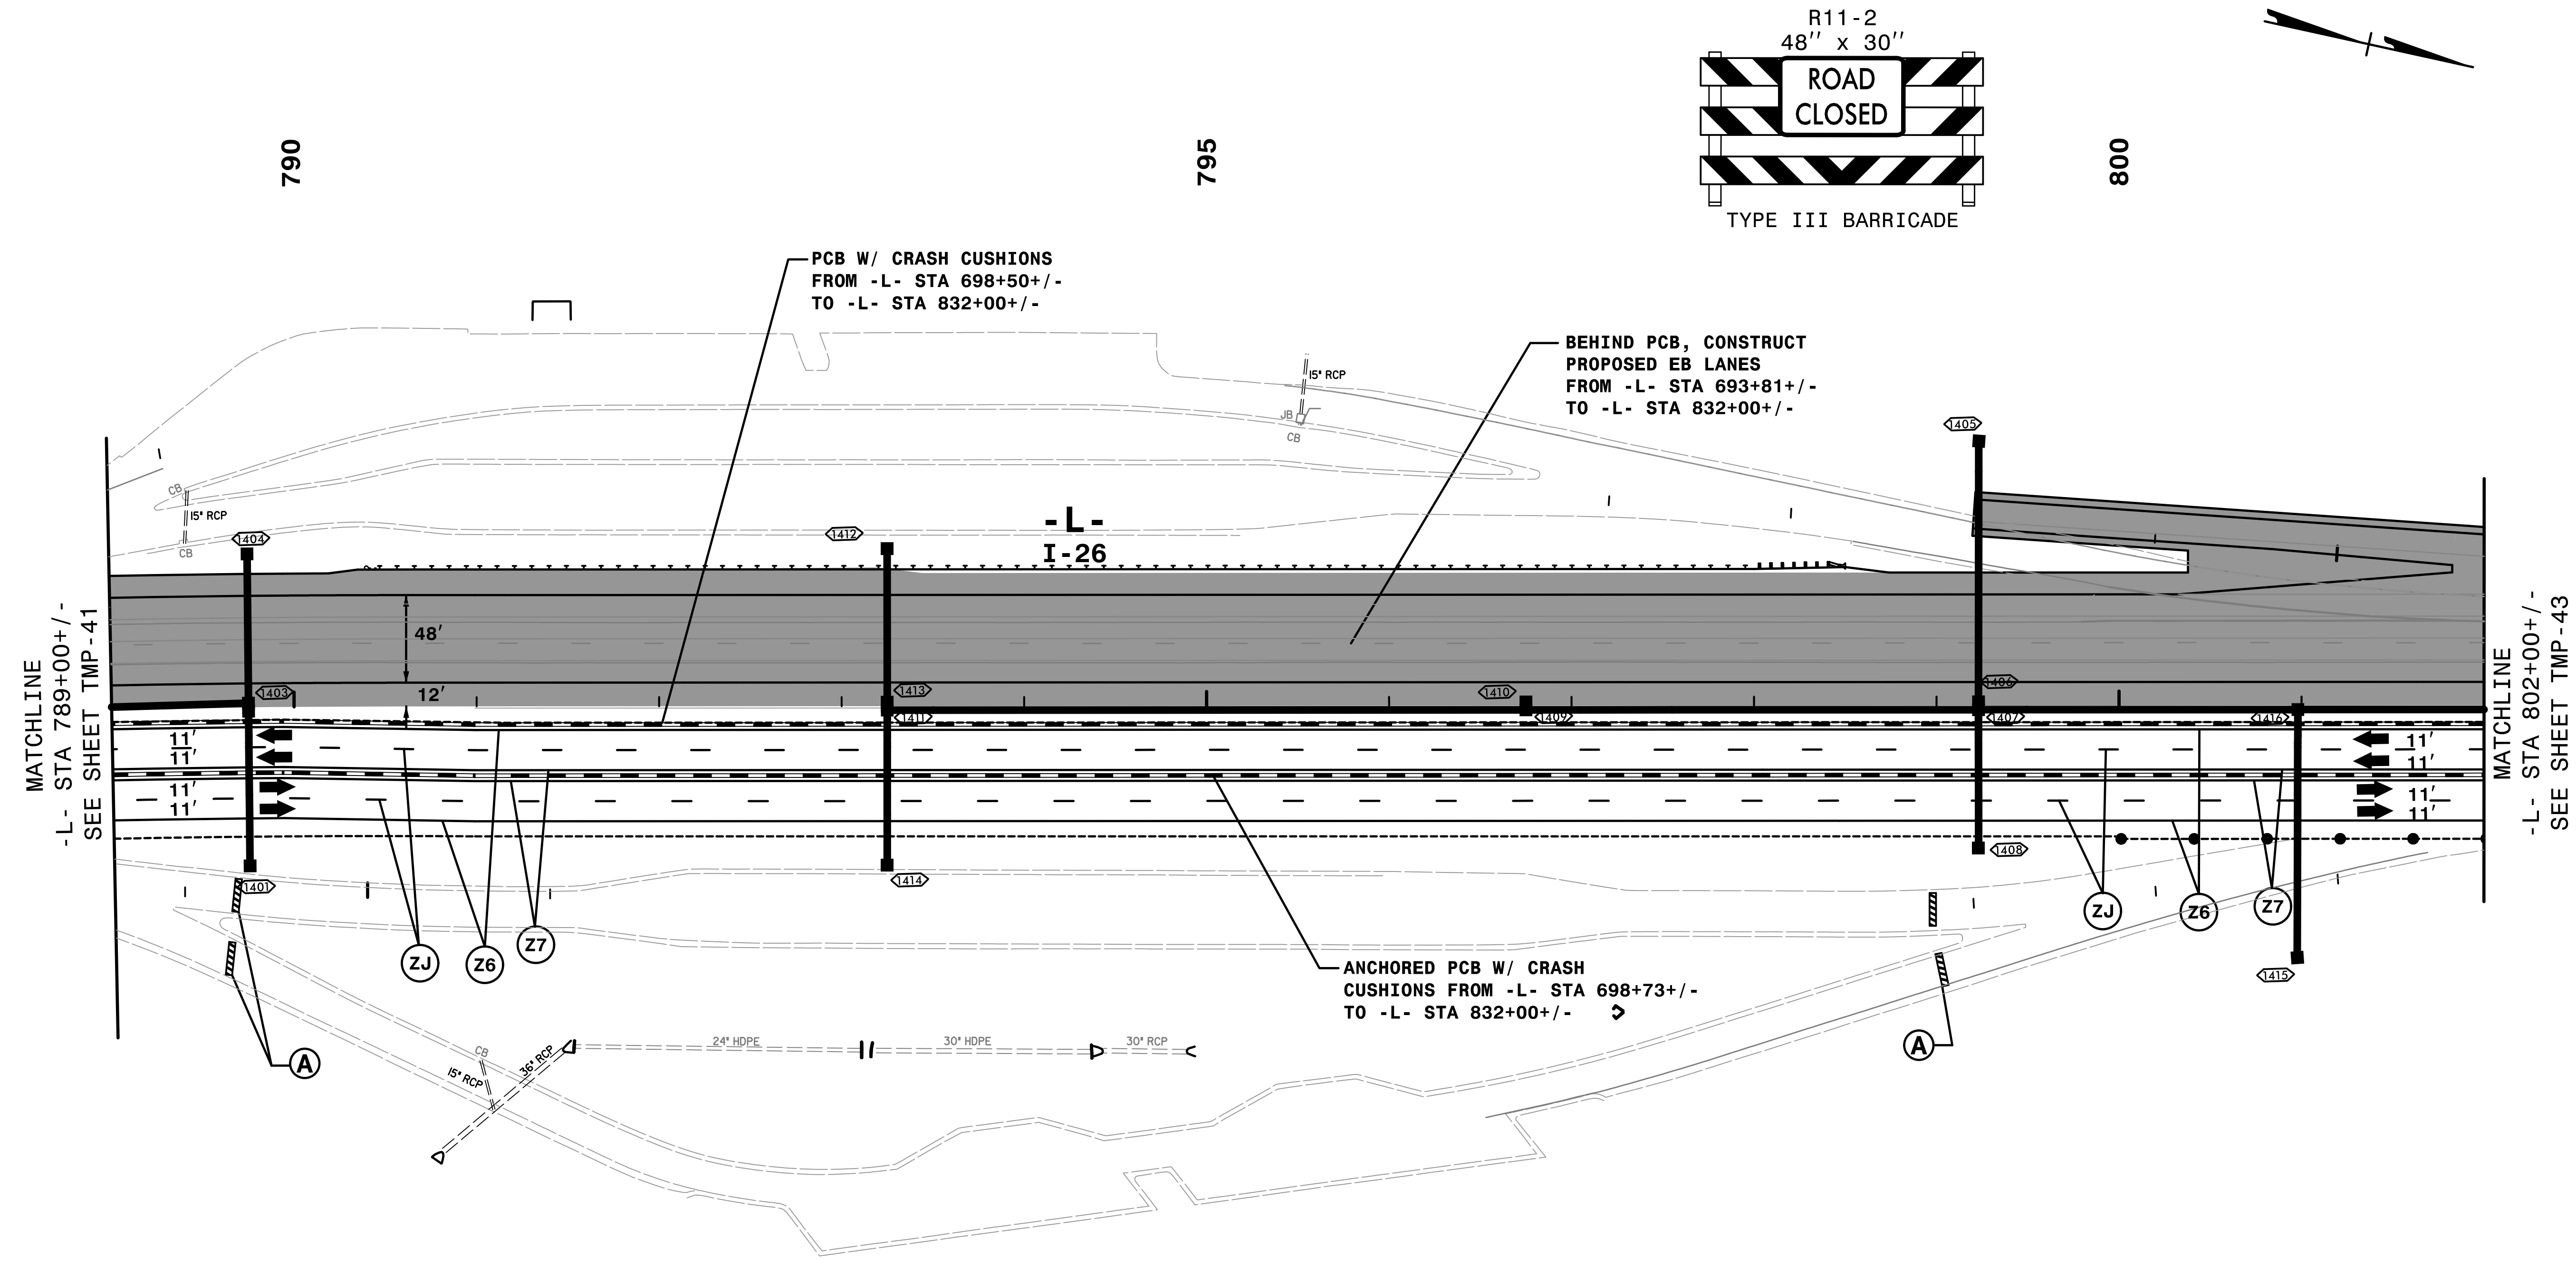 R11-2
48'' x 30''
ROAD
CLOSED
TYPE III BARRICADE
790
795
800
PCB W/ CRASH CUSHIONS
FROM -L- STA 698+50+/-
TO -L- STA 832+00+/-
BEHIND PCB, CONSTRUCT
PROPOSED EB LANES
FROM -L- STA 693+81+/-
TO -L- STA 832+00+/-
15" RCP
JB
CB
1405
CB
15" RCP
CB
1404
1412
-L-
I-26
48'
12'
1403
1413
1411
1410
1409
1406
1407
1416
MATCHLINE
-L- STA 789+00+/-
SEE SHEET TMP-41
MATCHLINE
-L- STA 802+00+/-
SEE SHEET TMP-43
11'
11'
11'
11'
11'
11'
11'
11'
1401
1414
1408
1415
ZJ
Z6
Z7
ZJ
Z6
Z7
ANCHORED PCB W/ CRASH
CUSHIONS FROM -L- STA 698+73+/-
TO -L- STA 832+00+/-
A
A
CB
15" RCP
36" RCP
24" HDPE
30" HDPE
30" RCP